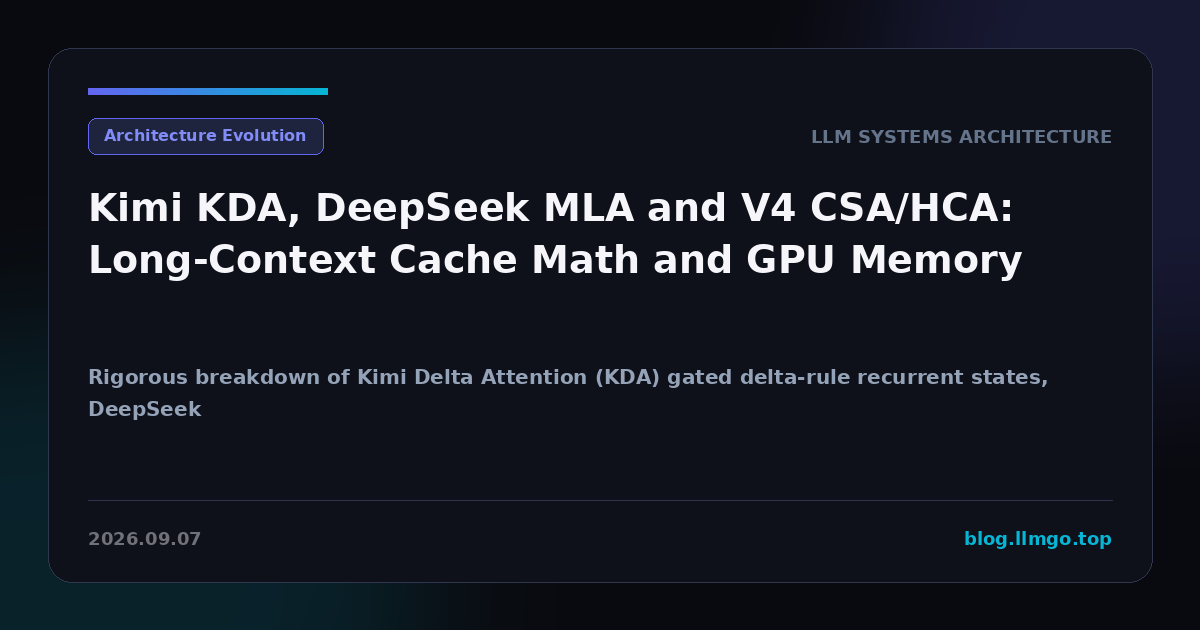 Architecture Evolution
LLM SYSTEMS ARCHITECTURE
Kimi KDA, DeepSeek MLA and V4 CSA/HCA:
Long-Context Cache Math and GPU Memory
Rigorous breakdown of Kimi Delta Attention (KDA) gated delta-rule recurrent states,
DeepSeek
2026.09.07
blog.llmgo.top